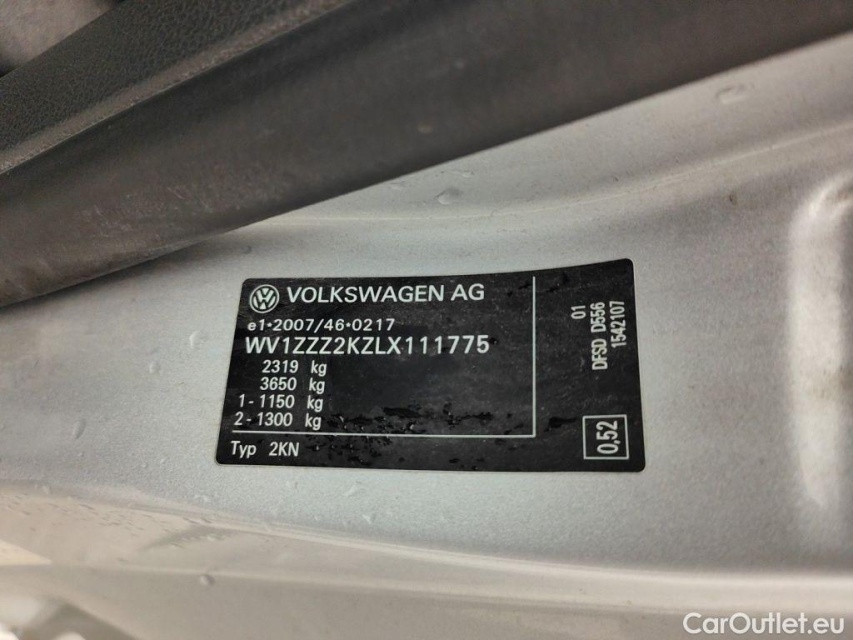 VOLKSWAGEN AG
e1*2007/46*0217
WV1ZZZ2KZLX111775
2319 kg
3650 kg
1 - 1150 kg
2 - 1300 kg
Typ 2KN
01
DFSD D556
1542107
0,52
CarOutlet.eu